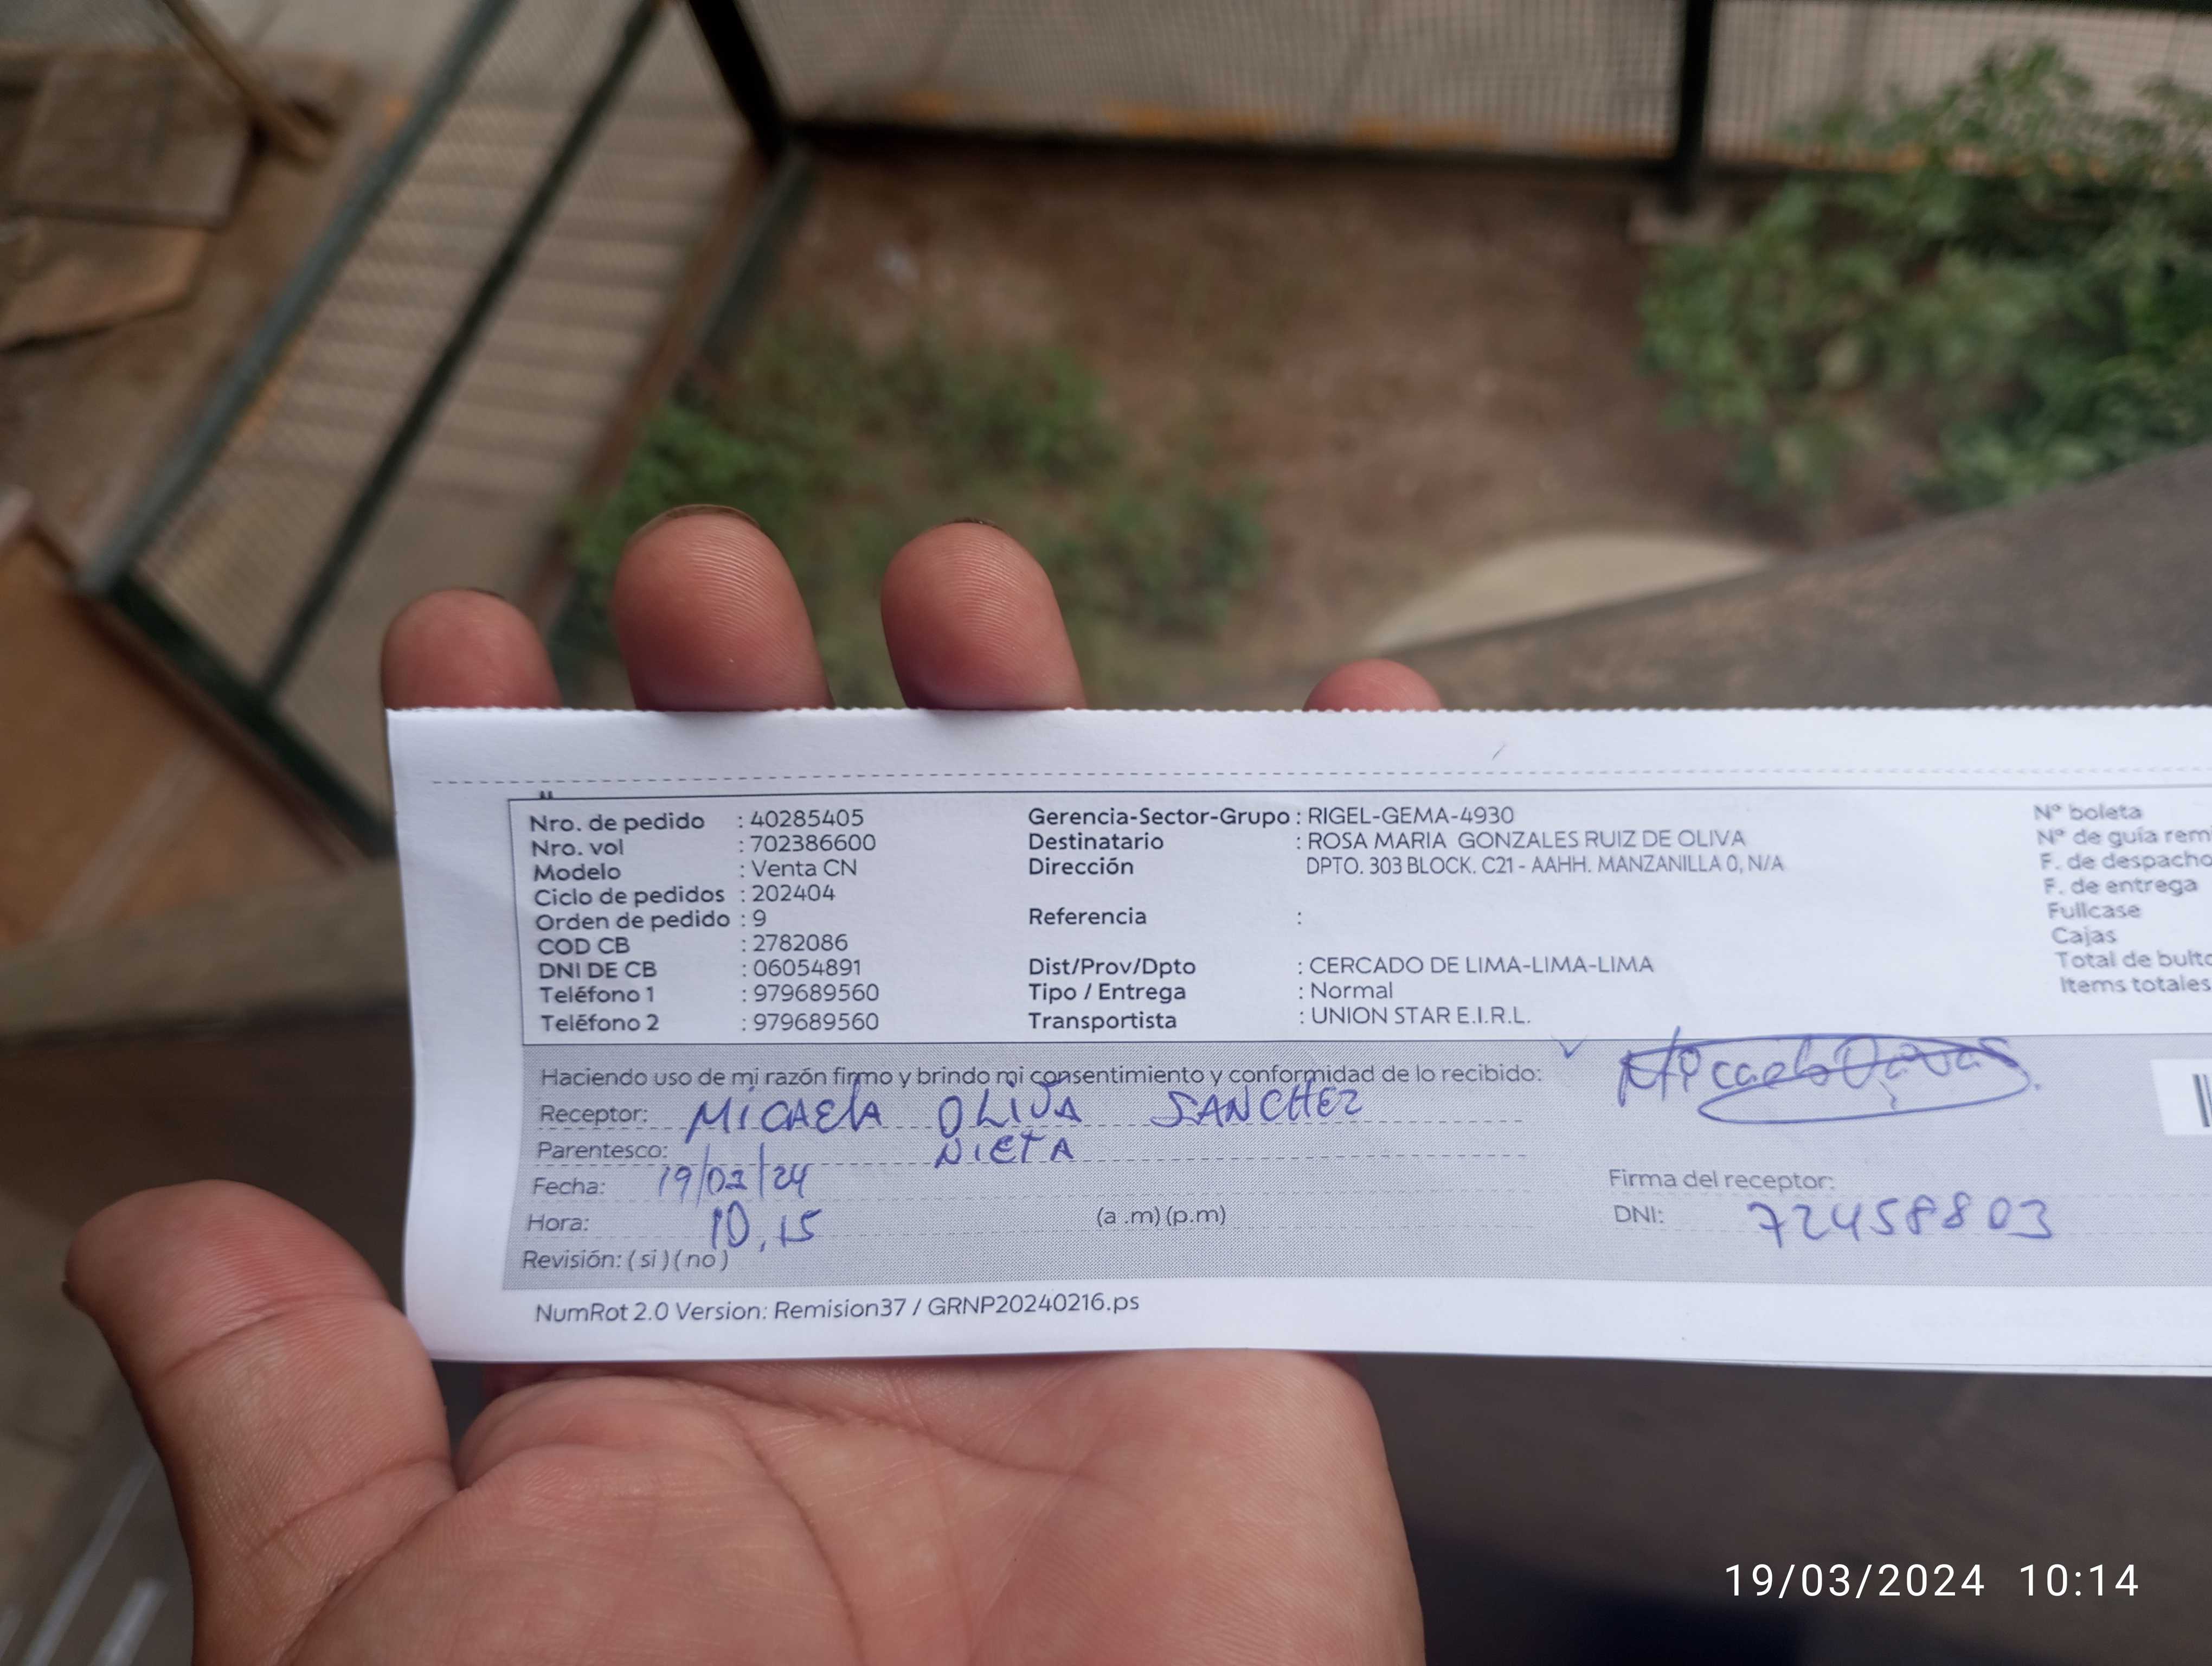 Nro. de pedido : 40285405 Gerencia-Sector-Grupo : RIGEL-GEMA-4930 Nº boleta
Nro. vol : 702386600 Destinatario : ROSA MARIA GONZALES RUIZ DE OLIVA Nº de guía rem
Modelo : Venta CN Dirección DPTO. 303 BLOCK. C21 - AAHH. MANZANILLA 0, N/A F. de despacho
Ciclo de pedidos : 202404 F. de entrega
Orden de pedido : 9 Referencia : Fullcase
COD CB : 2782086 Cajas
DNI DE CB : 06054891 Dist/Prov/Dpto : CERCADO DE LIMA-LIMA-LIMA Total de bulto
Teléfono 1 : 979689560 Tipo / Entrega : Normal Items totales
Teléfono 2 : 979689560 Transportista : UNION STAR E.I.R.L.
Haciendo uso de mi razón firmo y brindo mi consentimiento y conformidad de lo recibido:
Receptor: MICAElA OLIVA SANCHEZ
Parentesco: NIETA
Fecha: 19/03/24 Firma del receptor:
Hora: 10,15 (a .m) (p.m) DNI: 72458803
Revisión: ( si ) ( no )
NumRot 2.0 Version: Remision37 / GRNP20240216.ps
19/03/2024 10:14